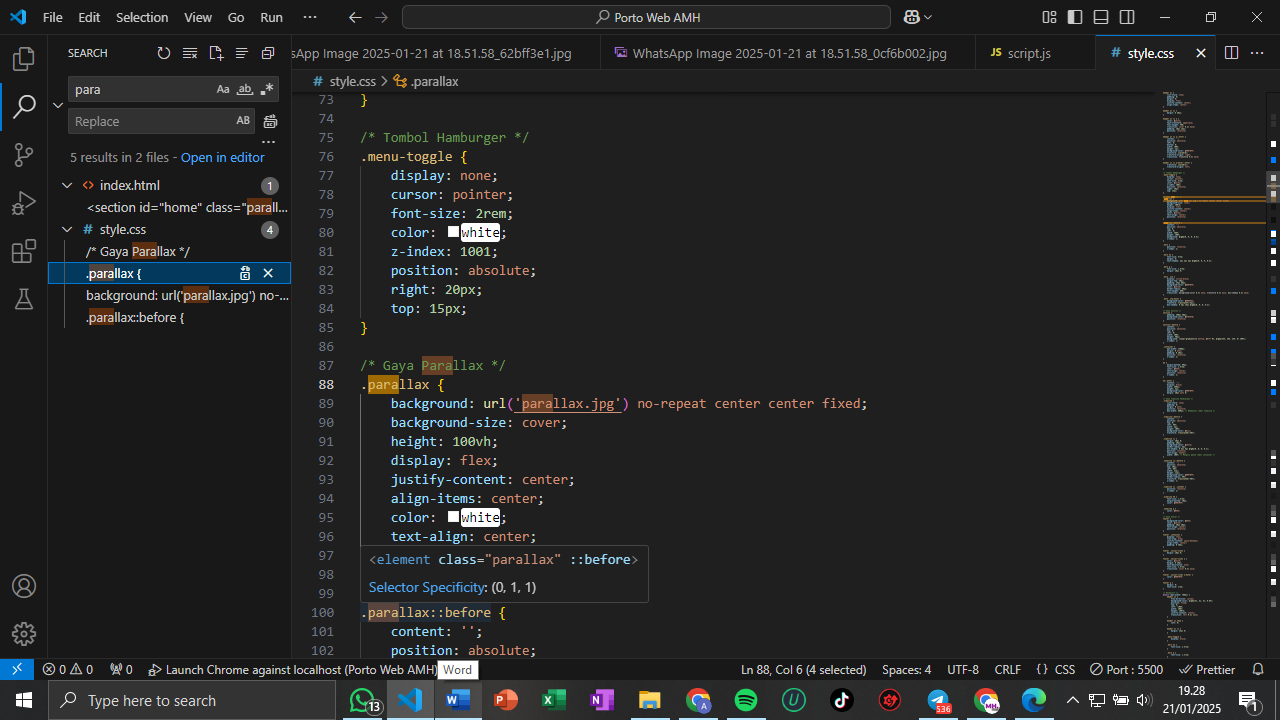 File Edit Selection View Go Run ···
Porto Web AMH
SEARCH
para
Aa ab .*
Replace
AB
5 results in 2 files - Open in editor
index.html 1
<section id="home" class="parall...
style.css 4
/* Gaya Parallax */
.parallax {
background: url('parallax.jpg') no-...
.parallax::before {
sApp Image 2025-01-21 at 18.51.58_62bff3e1.jpg
WhatsApp Image 2025-01-21 at 18.51.58_0cf6b002.jpg
JS script.js
# style.css
# style.css > .parallax
73 }
74
75 /* Tombol Hamburger */
76 .menu-toggle {
77 display: none;
78 cursor: pointer;
79 font-size: 2rem;
80 color: white;
81 z-index: 1001;
82 position: absolute;
83 right: 20px;
84 top: 15px;
85 }
86
87 /* Gaya Parallax */
88 .parallax {
89 background: url('parallax.jpg') no-repeat center center fixed;
90 background-size: cover;
91 height: 100vh;
92 display: flex;
93 justify-content: center;
94 align-items: center;
95 color: white;
96 text-align: center;
97
98
99
<element class="parallax" ::before>
Selector Specificity: (0, 1, 1)
100 .parallax::before {
101 content: '';
102 position: absolute;
0 0 0 Launch Chrome against localhost (Porto Web AMH)
Word
Ln 88, Col 6 (4 selected) Spaces: 4 UTF-8 CRLF {} CSS Port : 5500 Prettier
Type here to search
13
536
19.28
21/01/2025
1